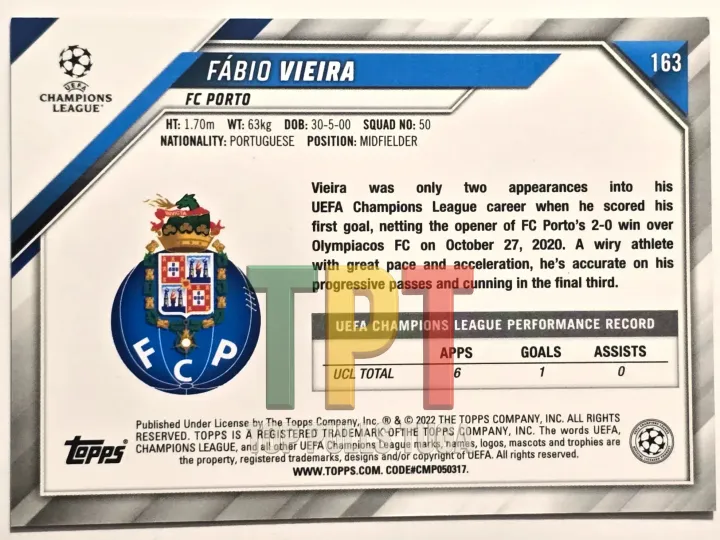 FÁBIO VIEIRA
163
UEFA
CHAMPIONS
LEAGUE
FC PORTO
HT: 1.70m WT: 63kg DOB: 30-5-00 SQUAD NO: 50
NATIONALITY: PORTUGUESE POSITION: MIDFIELDER
Vieira was only two appearances into his
UEFA Champions League career when he scored his
first goal, netting the opener of FC Porto's 2-0 win over
Olympiacos FC on October 27, 2020. A wiry athlete
with great pace and acceleration, he's accurate on his
progressive passes and cunning in the final third.
FCP
TPT
UEFA CHAMPIONS LEAGUE PERFORMANCE RECORD
APPS GOALS ASSISTS
UCL TOTAL 6 1 0
Published Under License by The Topps Company, Inc. ® & © 2022 THE TOPPS COMPANY, INC. ALL RIGHTS
RESERVED. TOPPS IS A REGISTERED TRADEMARK OF THE TOPPS COMPANY, INC. The words UEFA,
CHAMPIONS LEAGUE, and all other UEFA Champions League marks, names, logos, mascots and trophies are
the property, registered trademarks, designs and/or copyright of UEFA. All rights reserved.
WWW.TOPPS.COM. CODE#CMP050317.
Topps